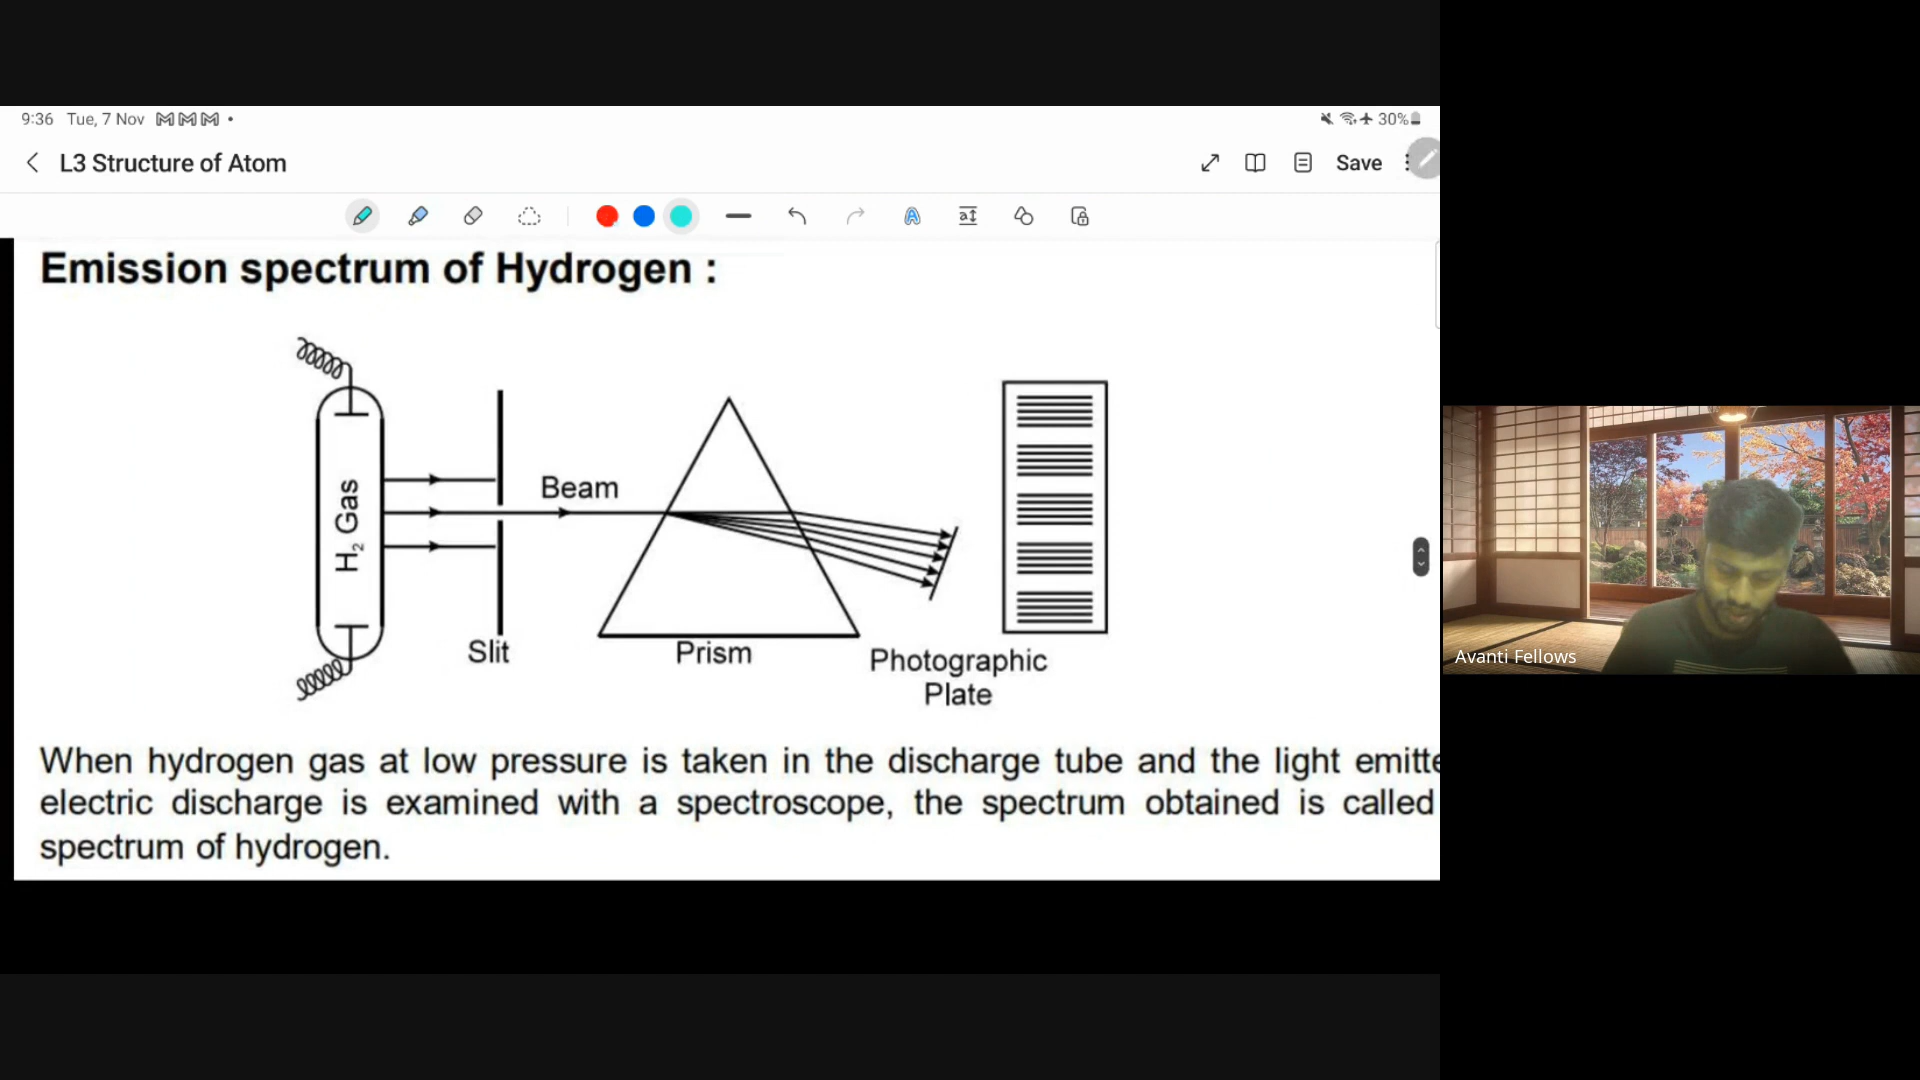 9:36 Tue, 7 Nov
30%
L3 Structure of Atom
Save
Emission spectrum of Hydrogen :
H₂ Gas
Beam
Slit
Prism
Photographic
Plate
When hydrogen gas at low pressure is taken in the discharge tube and the light emitte
electric discharge is examined with a spectroscope, the spectrum obtained is called
spectrum of hydrogen.
Avanti Fellows